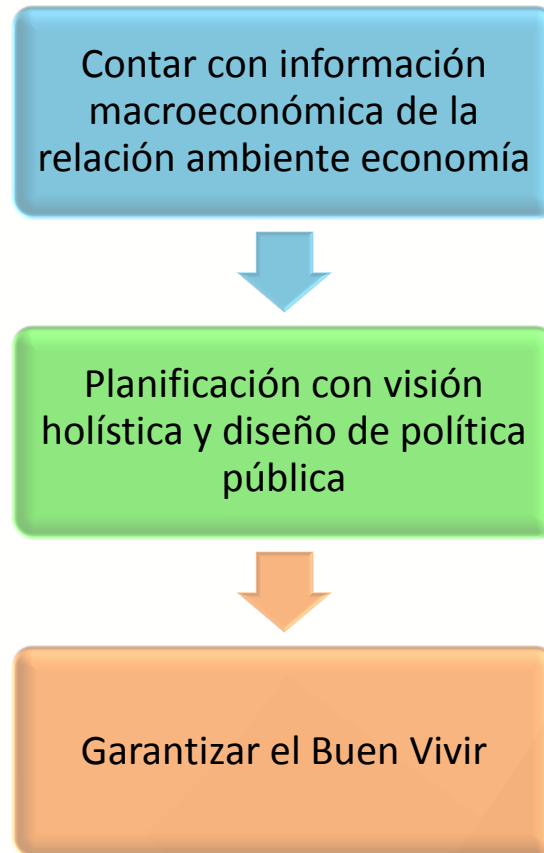 Contar con información
macroeconómica de la
relación ambiente economía
Planificación con visión
holística y diseño de política
pública
Garantizar el Buen Vivir